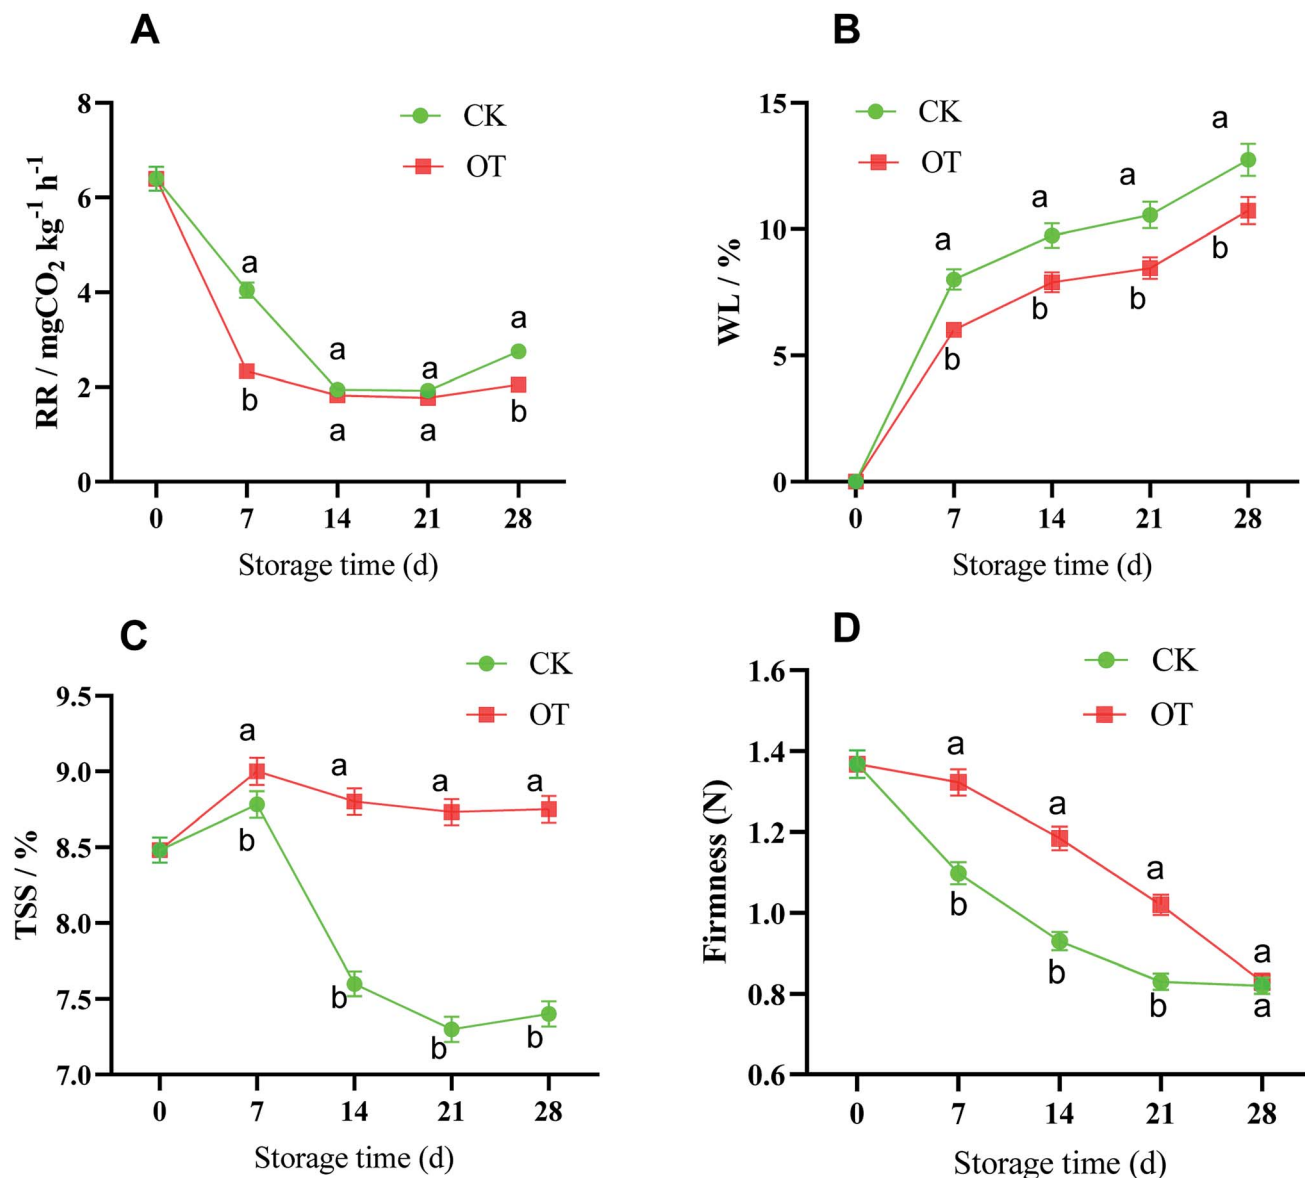 A
CK
OT
RR / mgCO₂ kg⁻¹ h⁻¹
8
6
4
2
0
a
a
a
a
b
a
a
b
0 7 14 21 28
Storage time (d)
B
CK
OT
WL / %
15
10
5
0
a
a
a
a
b
b
b
b
0 7 14 21 28
Storage time (d)
C
CK
OT
TSS / %
9.5
9.0
8.5
8.0
7.5
7.0
a
a
a
a
b
b
b
b
0 7 14 21 28
Storage time (d)
D
CK
OT
Firmness (N)
1.6
1.4
1.2
1.0
0.8
0.6
a
a
a
a
b
b
b
a
0 7 14 21 28
Storage time (d)